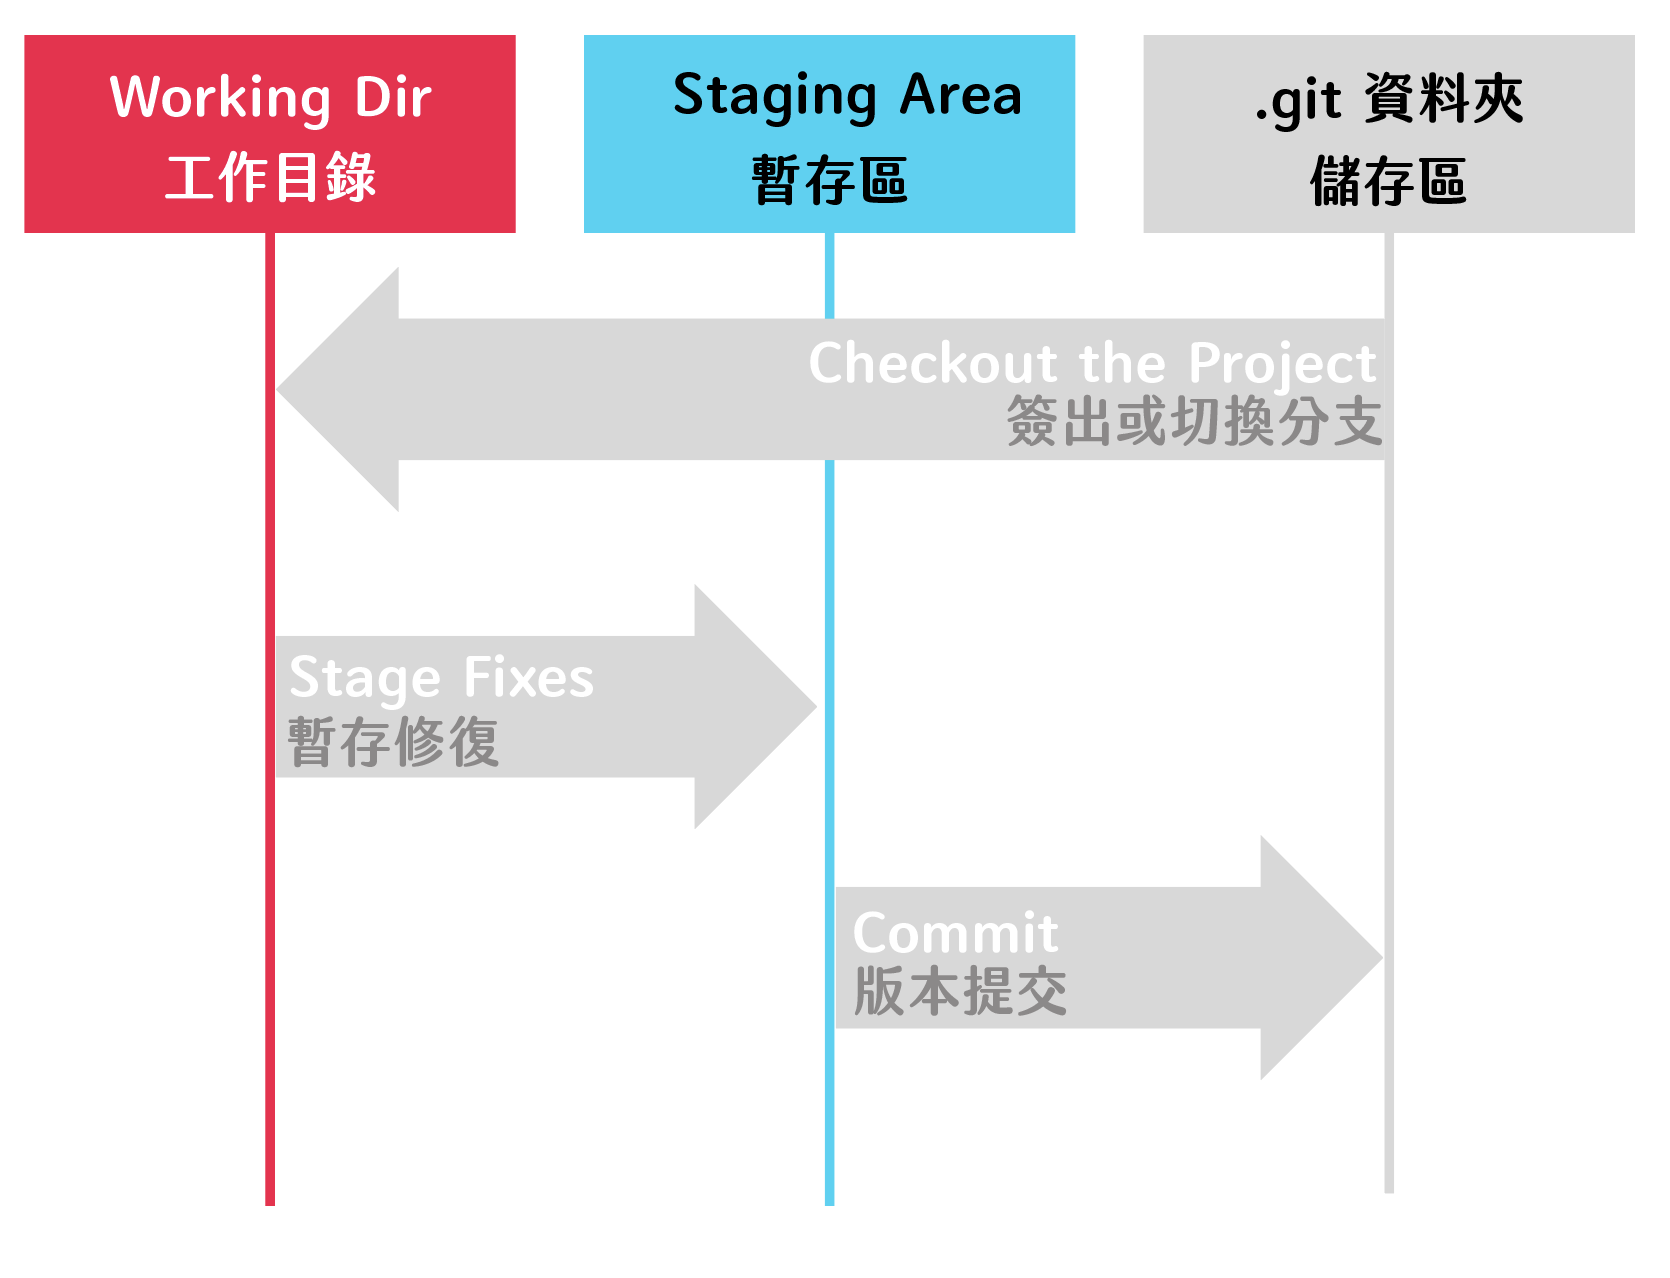 Working Dir
工作目錄
Staging Area
暫存區
.git 資料夾
儲存區
Checkout the Project
簽出或切換分支
Stage Fixes
暫存修復
Commit
版本提交